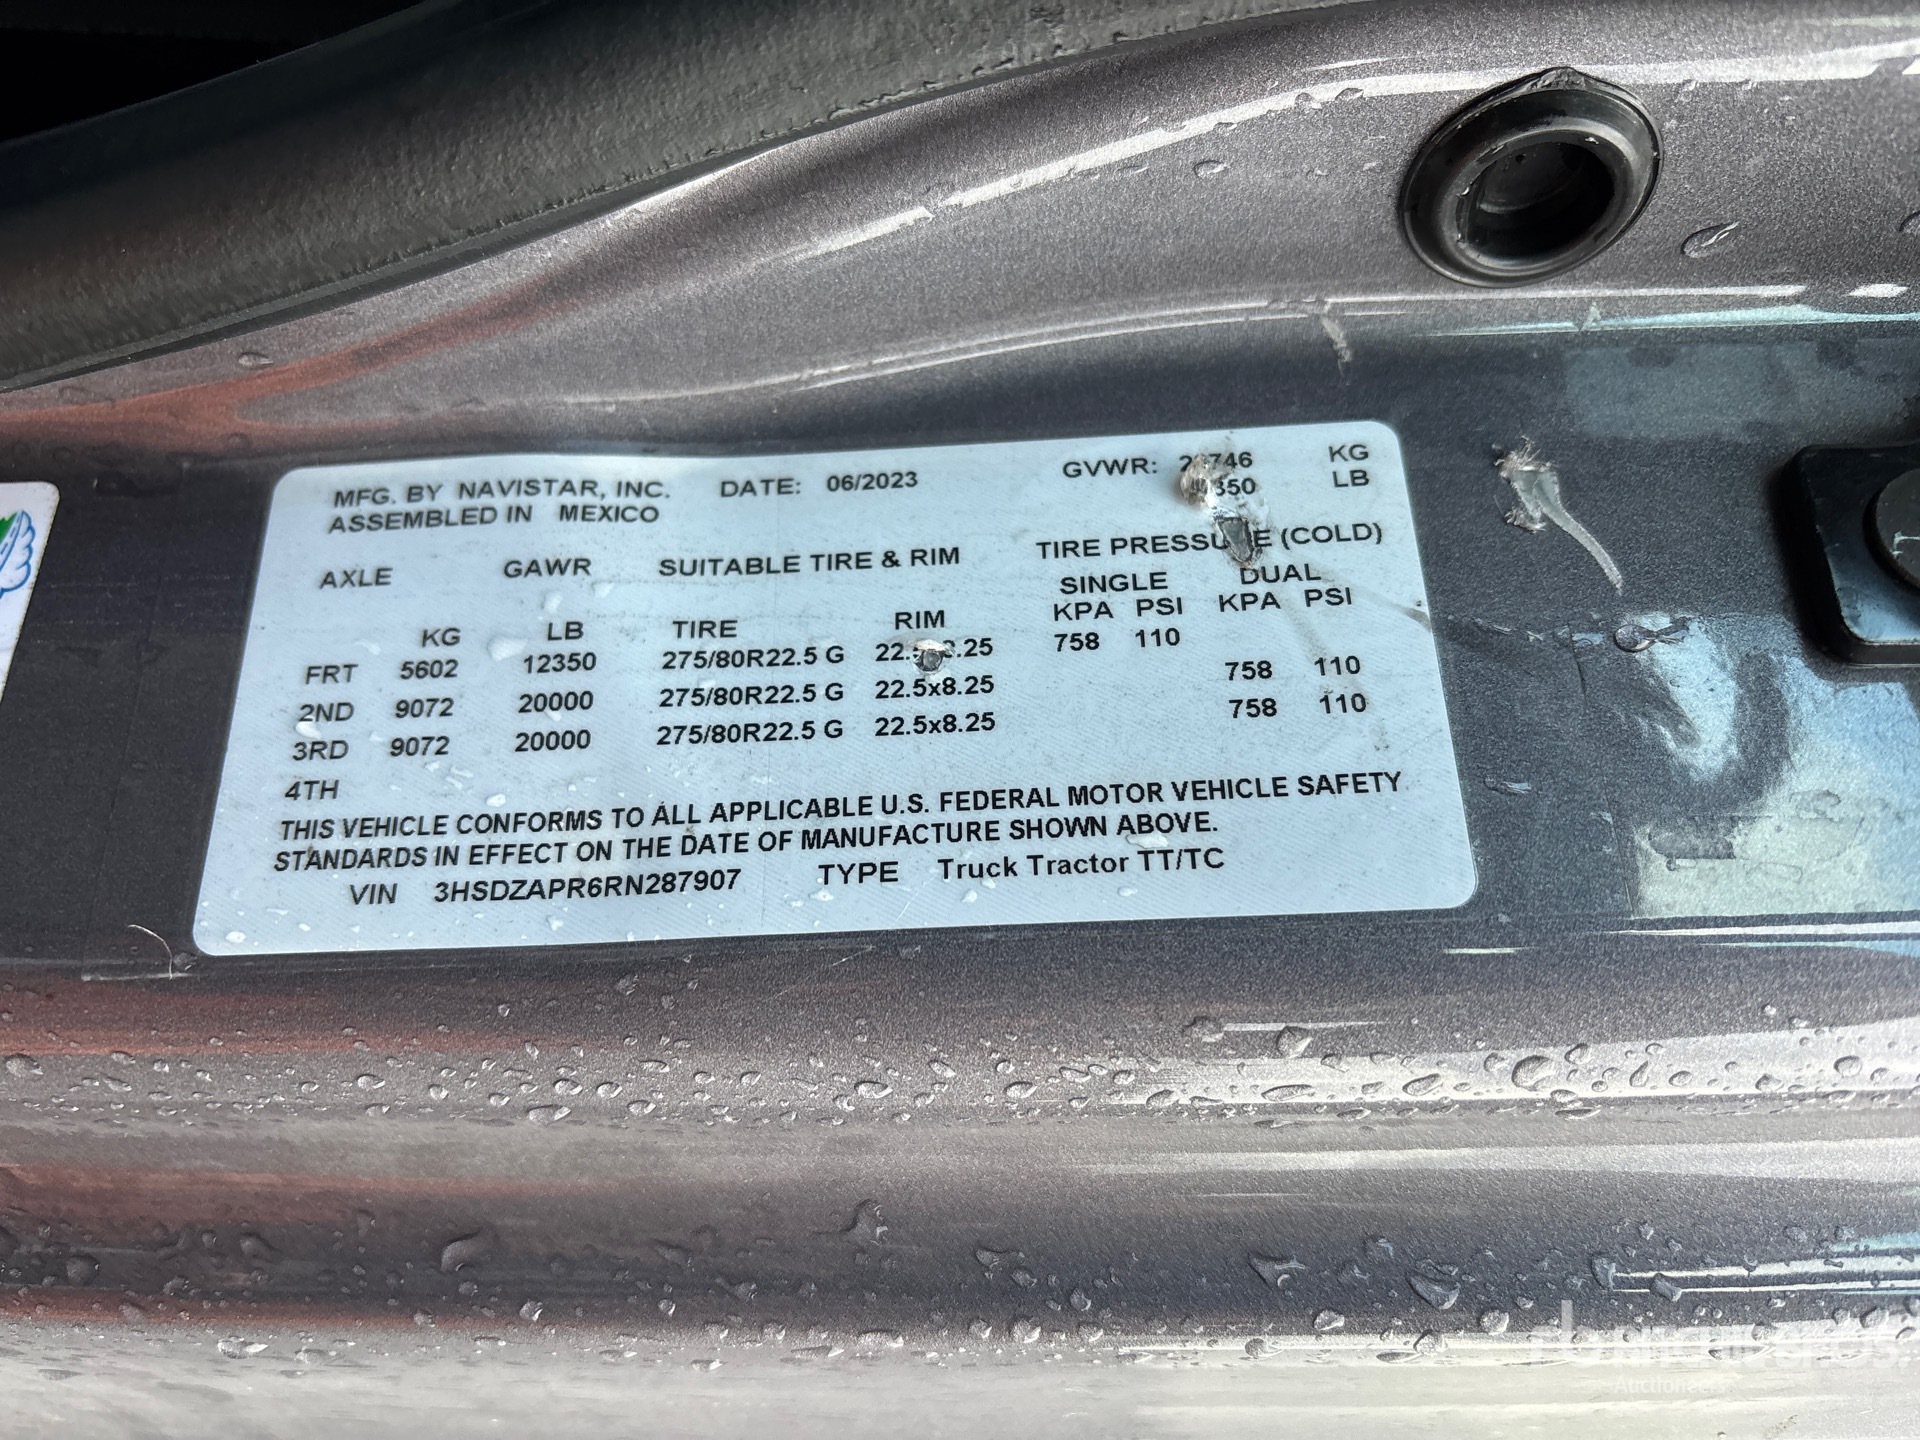 MFG. BY NAVISTAR, INC. DATE: 06/2023 GVWR: KG
ASSEMBLED IN MEXICO LB
AXLE GAWR SUITABLE TIRE & RIM TIRE PRESSURE (COLD)
SINGLE DUAL
KG LB TIRE RIM KPA PSI KPA PSI
FRT 5602 12350 275/80R22.5 G 758 110
2ND 9072 20000 275/80R22.5 G 22.5x8.25 758 110
3RD 9072 20000 275/80R22.5 G 22.5x8.25 758 110
4TH
THIS VEHICLE CONFORMS TO ALL APPLICABLE U.S. FEDERAL MOTOR VEHICLE SAFETY
STANDARDS IN EFFECT ON THE DATE OF MANUFACTURE SHOWN ABOVE.
VIN 3HSDZAPR6RN287907 TYPE Truck Tractor TT/TC
Auctioneers